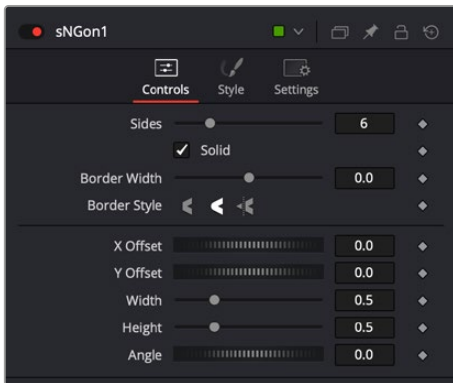 sNGon1
Controls Style Settings
Sides 6
Solid
Border Width 0.0
Border Style
X Offset 0.0
Y Offset 0.0
Width 0.5
Height 0.5
Angle 0.0